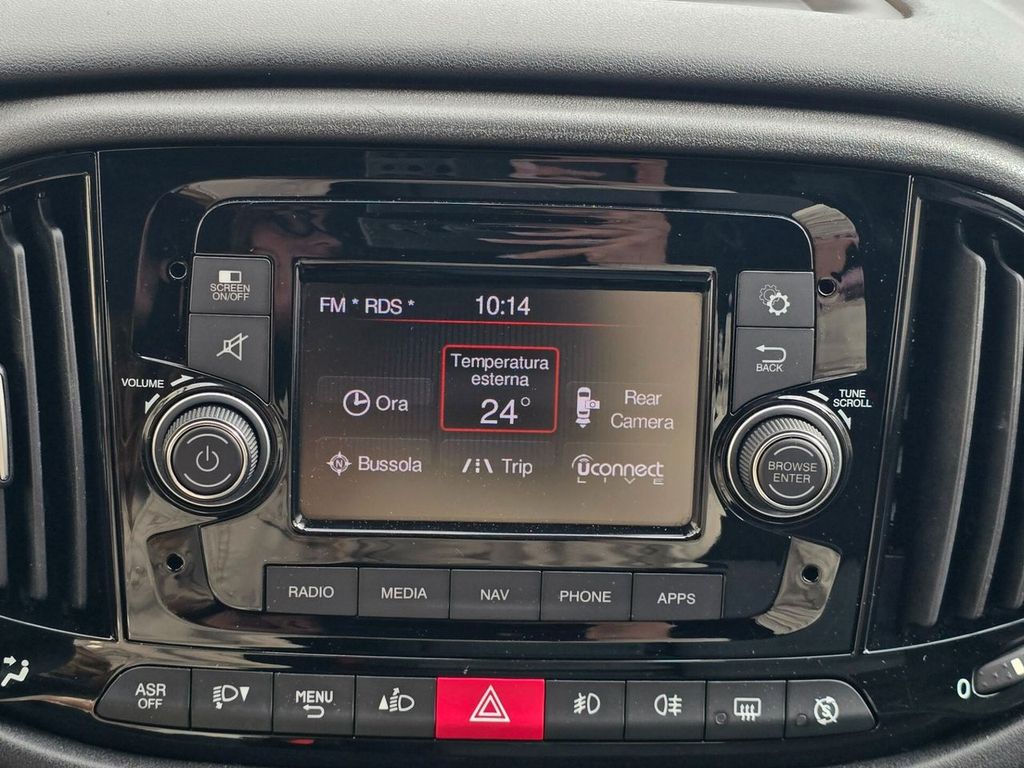 FM * RDS *
10:14
SCREEN
ON/OFF
BACK
VOLUME
TUNE
SCROLL
Temperatura
esterna
24°
Ora
Rear
Camera
N
Bussola
Trip
Uconnect
LIVE
BROWSE
ENTER
RADIO
MEDIA
NAV
PHONE
APPS
ASR
OFF
MENU
0